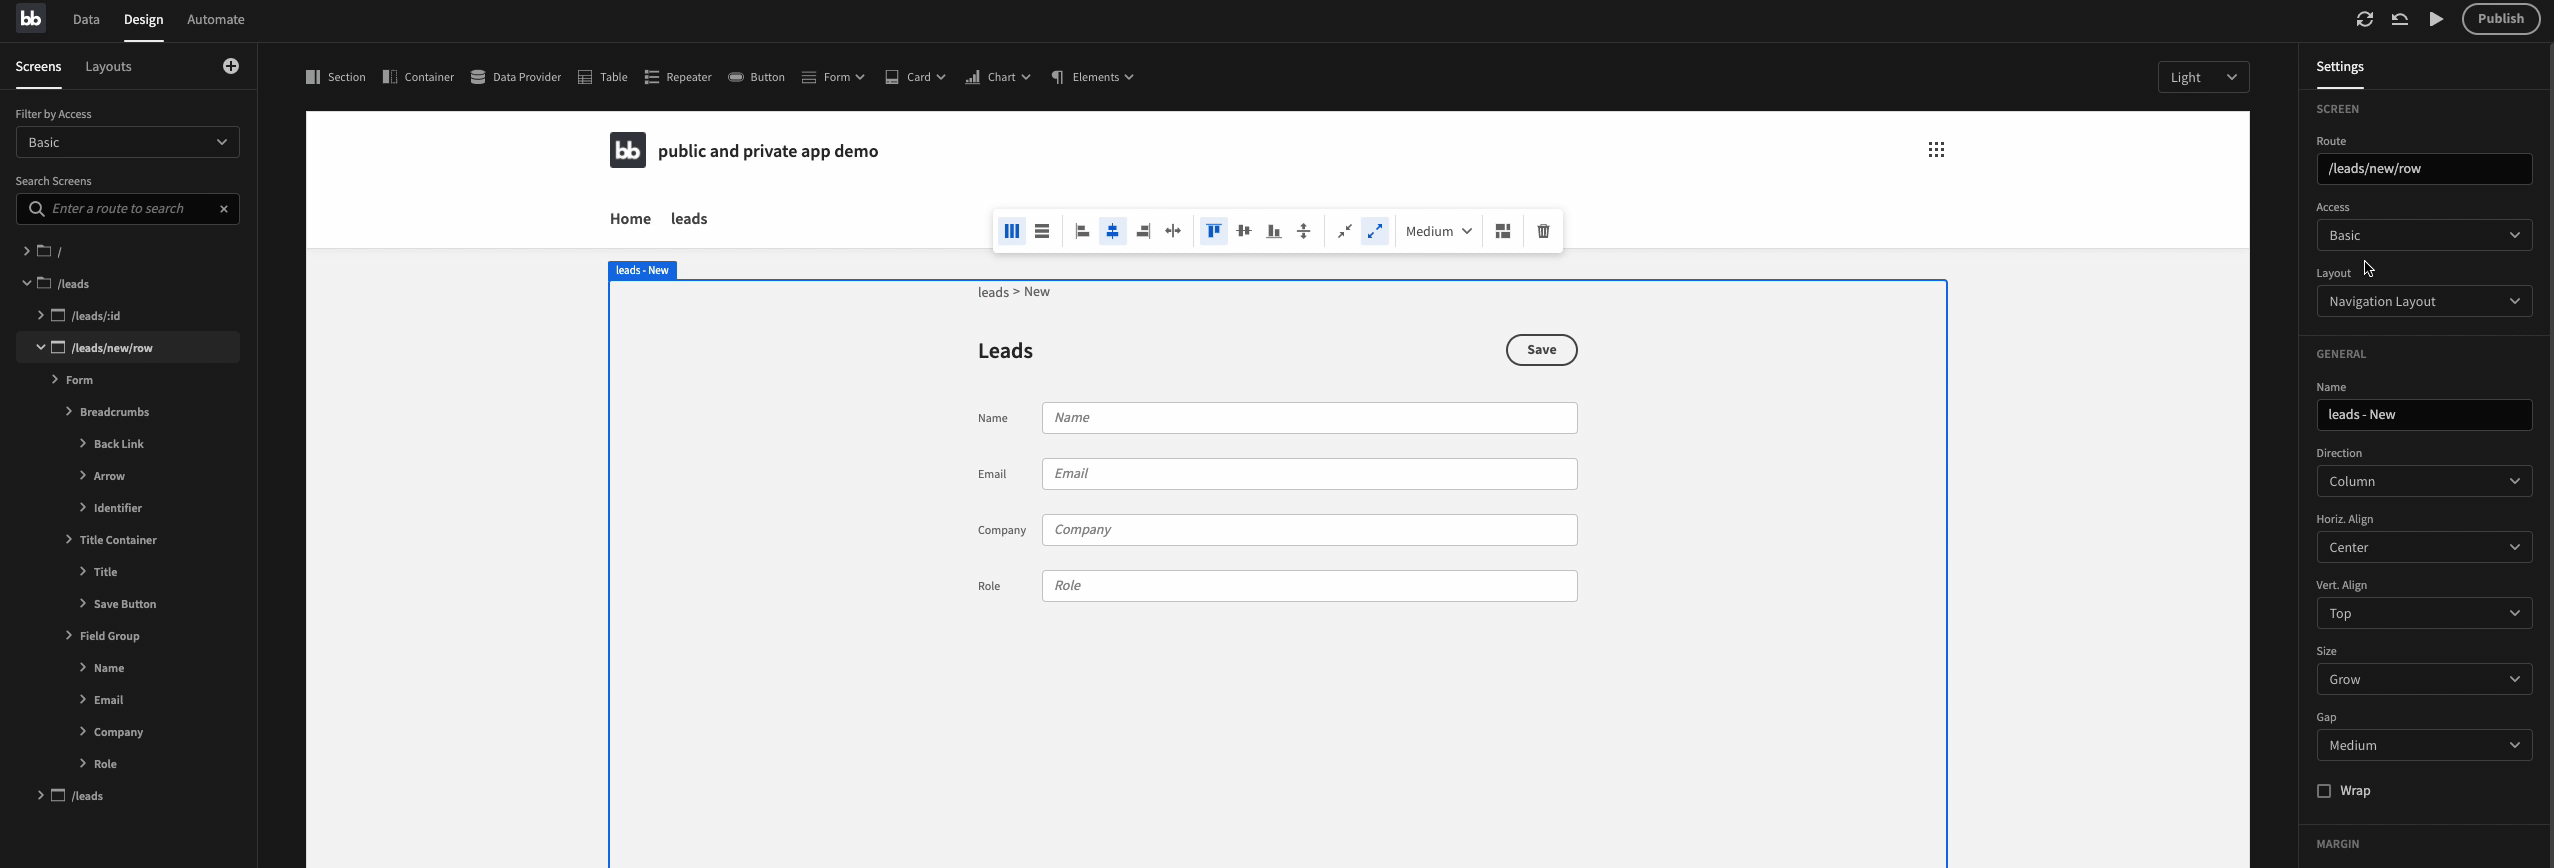 bb Data Design Automate Publish
Screens Layouts
Filter by Access
Basic
Search Screens
Enter a route to search
/
/leads
/leads/:id
/leads/new/row
Form
Breadcrumbs
Back Link
Arrow
Identifier
Title Container
Title
Save Button
Field Group
Name
Email
Company
Role
/leads
Section Container Data Provider Table Repeater Button Form Card Chart Elements Light
bb public and private app demo
Home leads
Medium
leads - New
leads > New
Leads Save
Name Name
Email Email
Company Company
Role Role
Settings
SCREEN
Route
/leads/new/row
Access
Basic
Layout
Navigation Layout
GENERAL
Name
leads - New
Direction
Column
Horiz. Align
Center
Vert. Align
Top
Size
Grow
Gap
Medium
Wrap
MARGIN